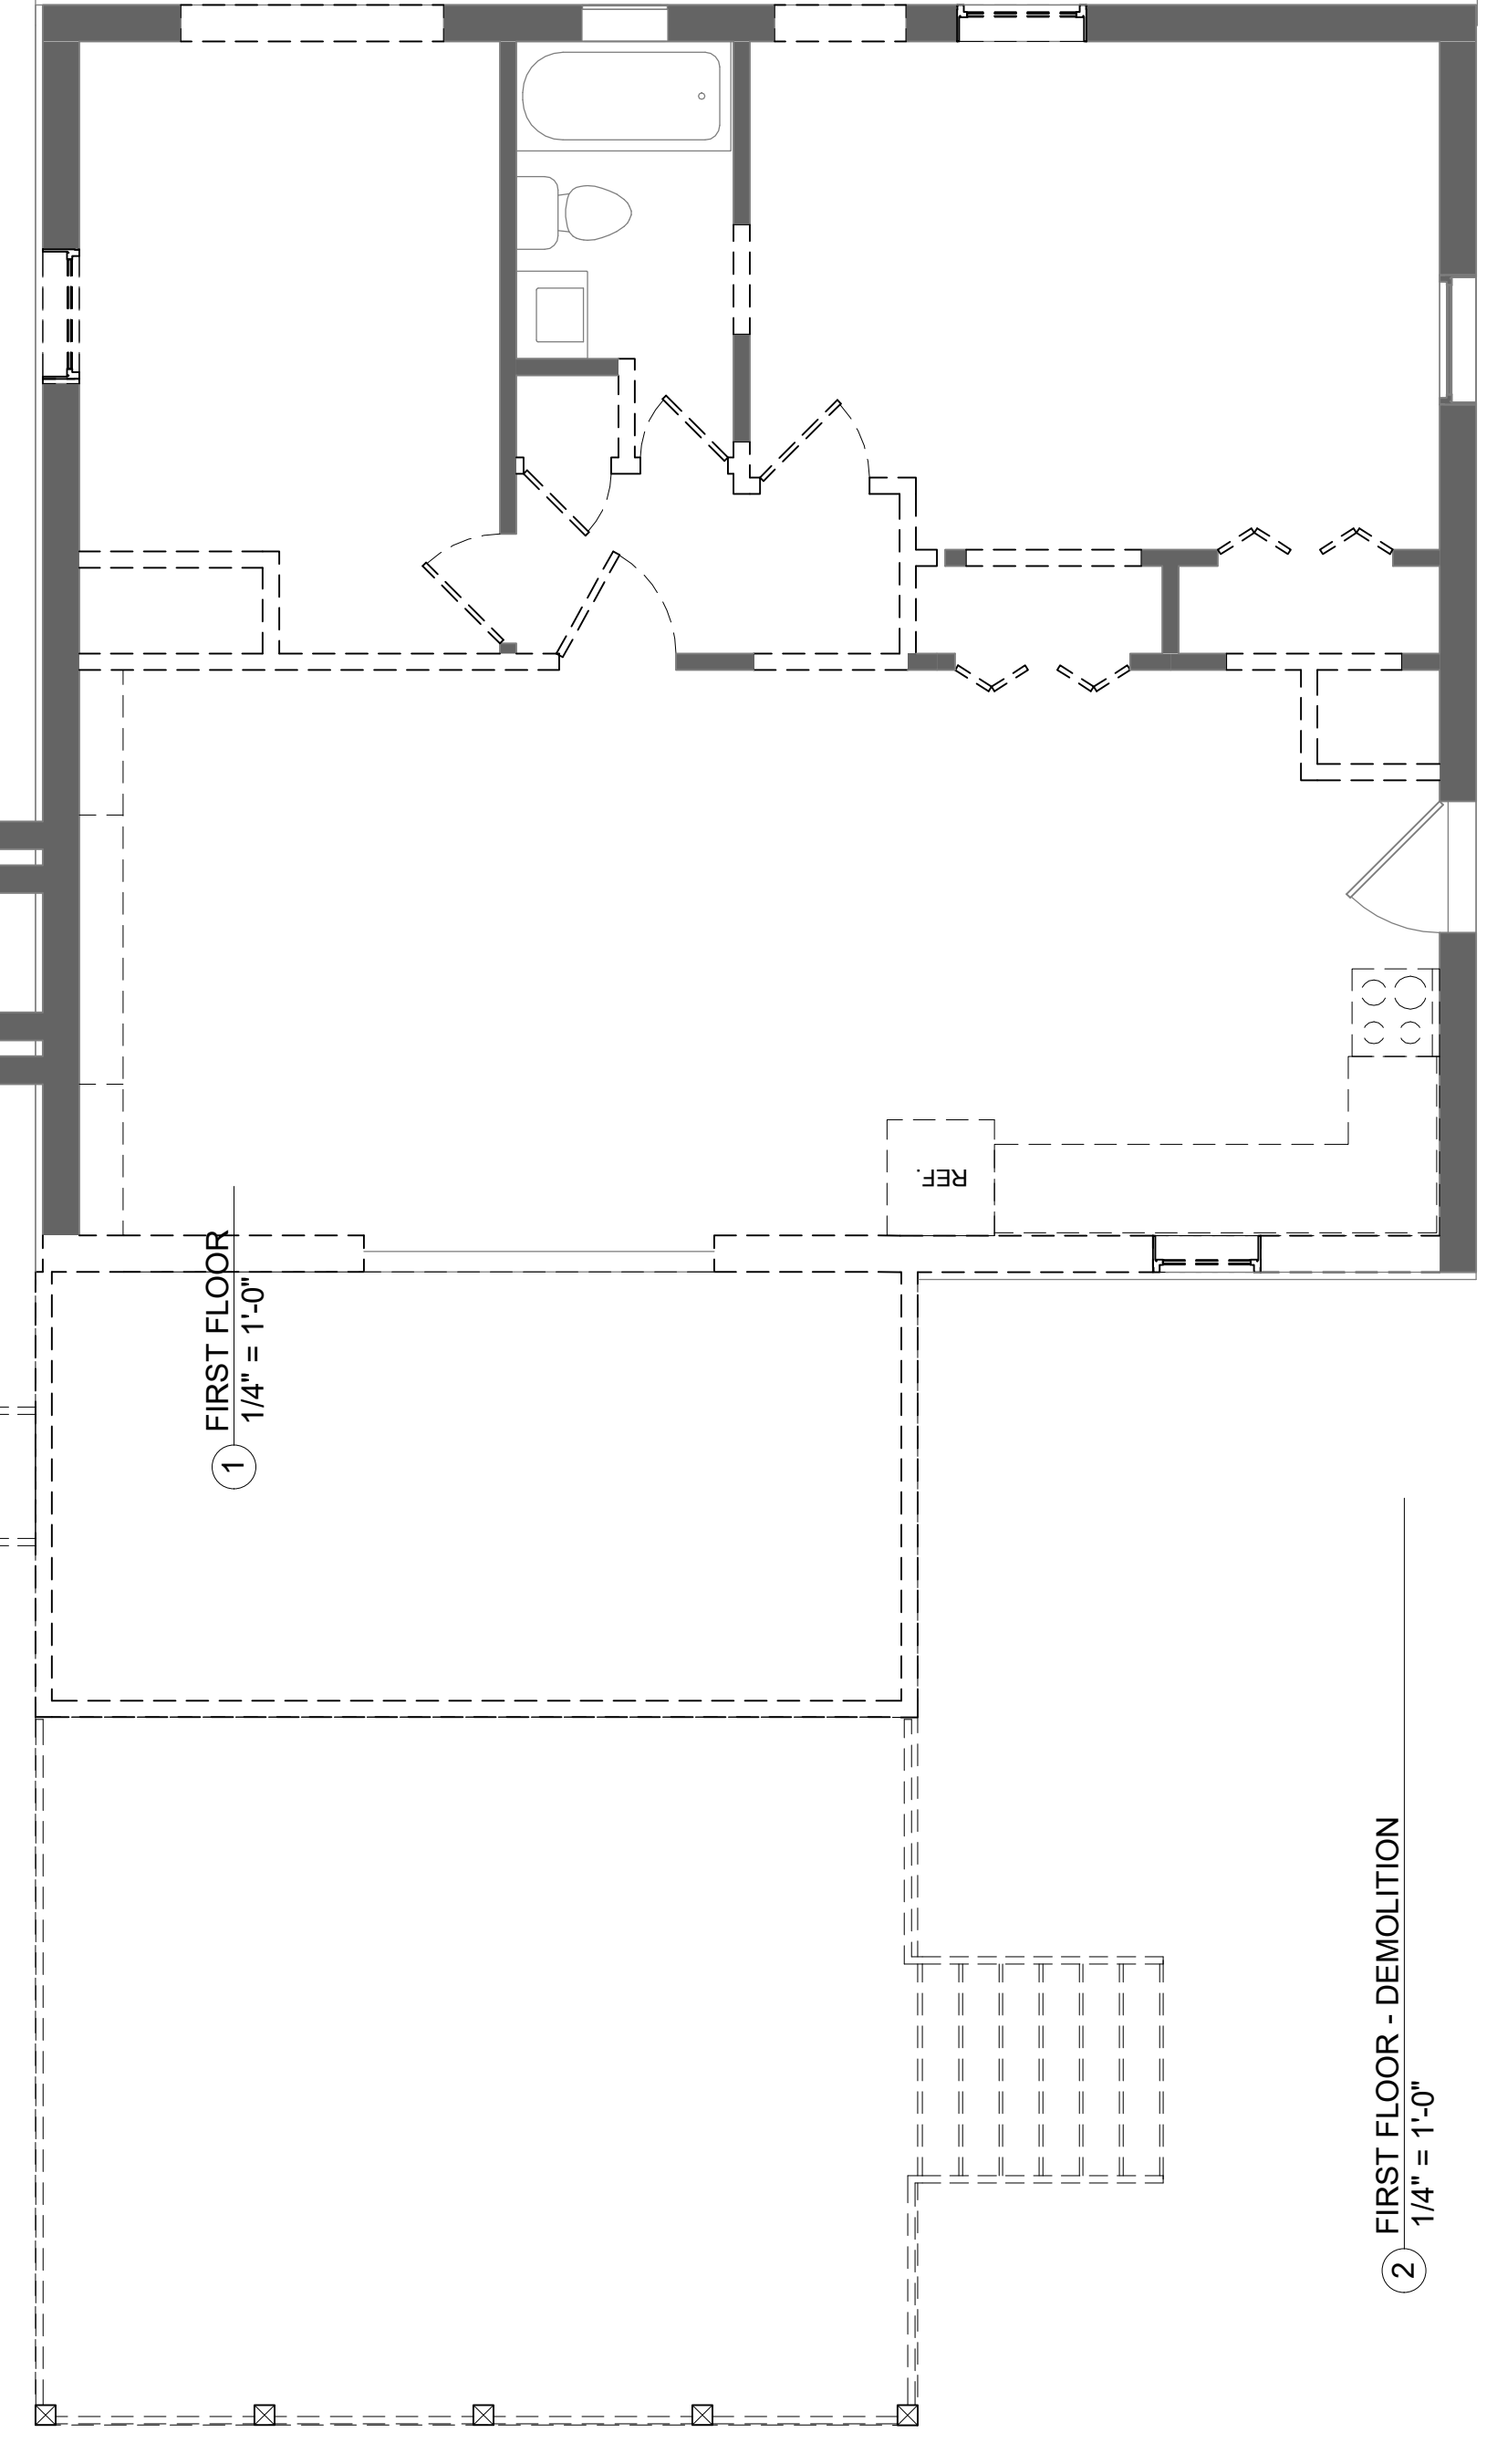 REF.
1
FIRST FLOOR
1/4" = 1'-0"
2
FIRST FLOOR - DEMOLITION
1/4" = 1'-0"